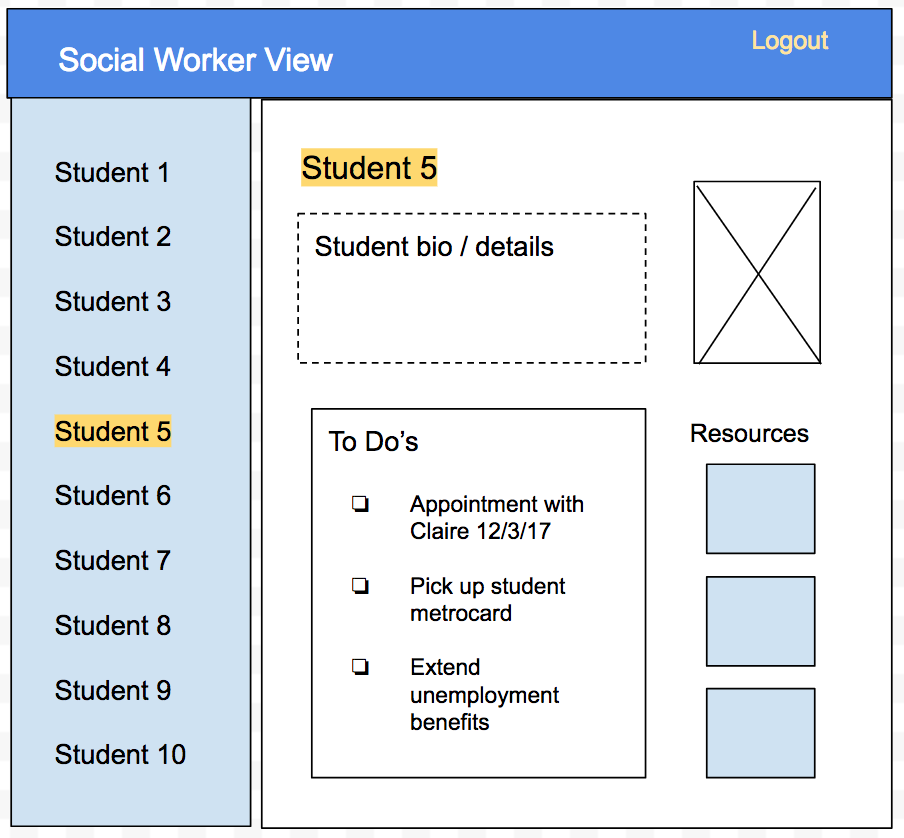 Social Worker View
Logout
Student 1
Student 2
Student 3
Student 4
Student 5
Student 6
Student 7
Student 8
Student 9
Student 10
Student 5
Student bio / details
To Do’s
Appointment with
Claire 12/3/17
Pick up student
metrocard
Extend
unemployment
benefits
Resources